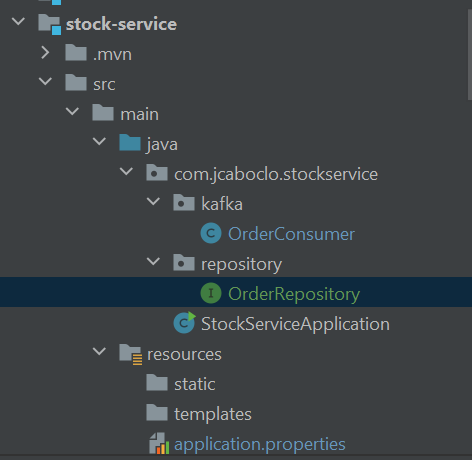 stock-service
.mvn
src
main
java
com.jcaboclo.stockservice
kafka
C OrderConsumer
repository
I OrderRepository
C StockServiceApplication
resources
static
templates
application.properties